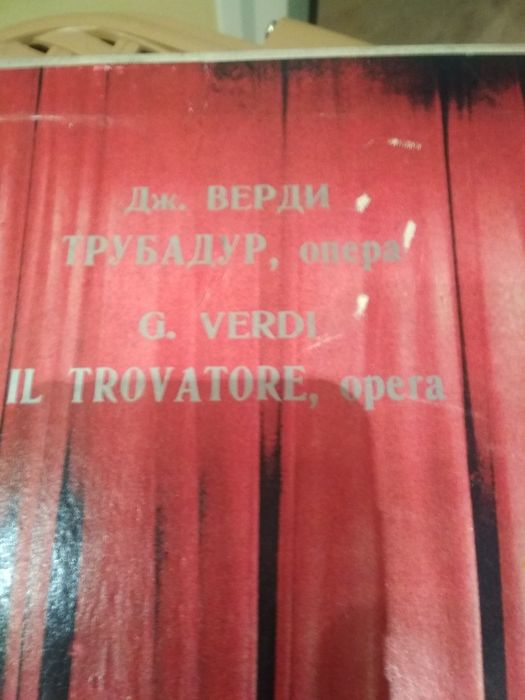 Дж. ВЕРДИ
ТРУБАДУР, опера
G. VERDI
IL TROVATORE, opera